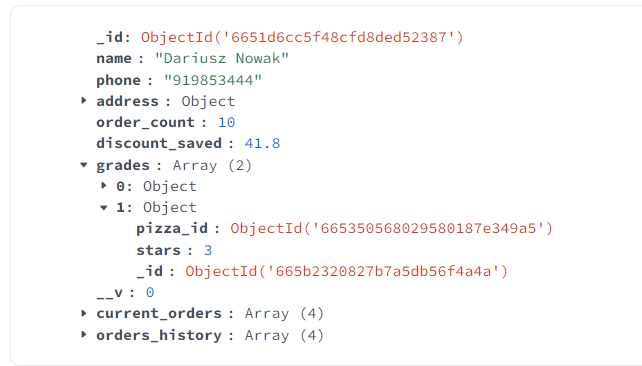 _id: ObjectId('6651d6cc5f48cfd8ded52387')
name : "Dariusz Nowak"
phone : "919853444"
address : Object
order_count : 10
discount_saved : 41.8
grades : Array (2)
0: Object
1: Object
pizza_id : ObjectId('665350568029580187e349a5')
stars : 3
_id : ObjectId('665b2320827b7a5db56f4a4a')
__v : 0
current_orders : Array (4)
orders_history : Array (4)